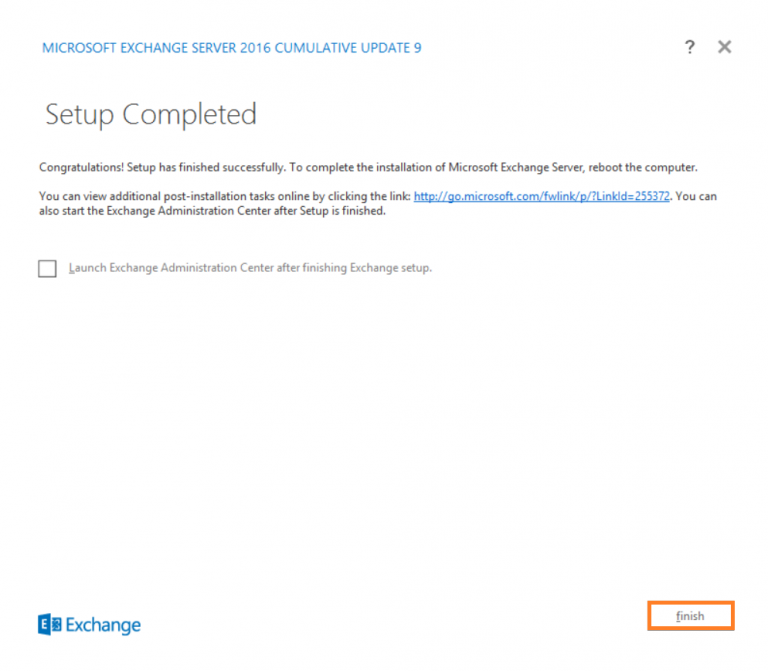 MICROSOFT EXCHANGE SERVER 2016 CUMULATIVE UPDATE 9
?
Setup Completed
Congratulations! Setup has finished successfully. To complete the installation of Microsoft Exchange Server, reboot the computer.
You can view additional post-installation tasks online by clicking the link: http://go.microsoft.com/fwlink/p/?LinkId=255372. You can
also start the Exchange Administration Center after Setup is finished.
Launch Exchange Administration Center after finishing Exchange setup.
E Exchange
finish